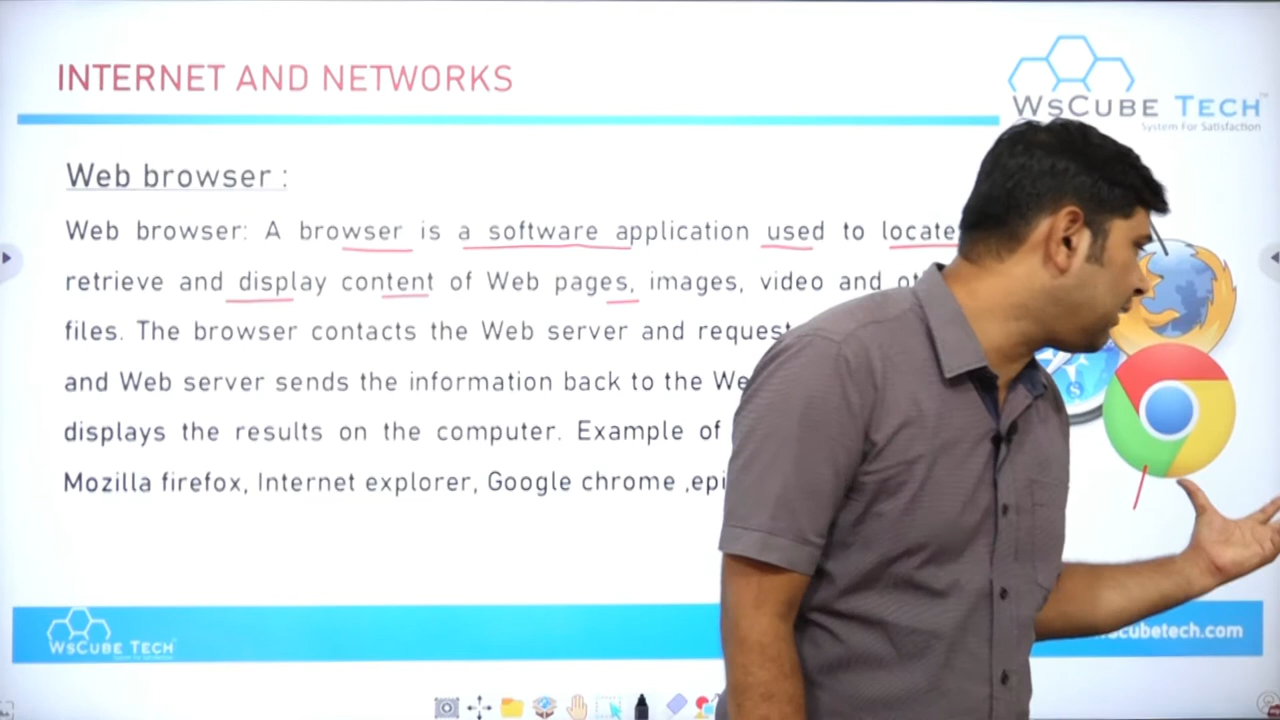 INTERNET AND NETWORKS
WSCUBE TECH
System For Satisfaction
Web browser :
Web browser: A browser is a software application used to locate
retrieve and display content of Web pages, images, video and
files. The browser contacts the Web server and
and Web server sends the information back to the
displays the results on the computer. Example of
Mozilla firefox, Internet explorer, Google chrome ,epi
WSCUBE TECH
cubetech.com